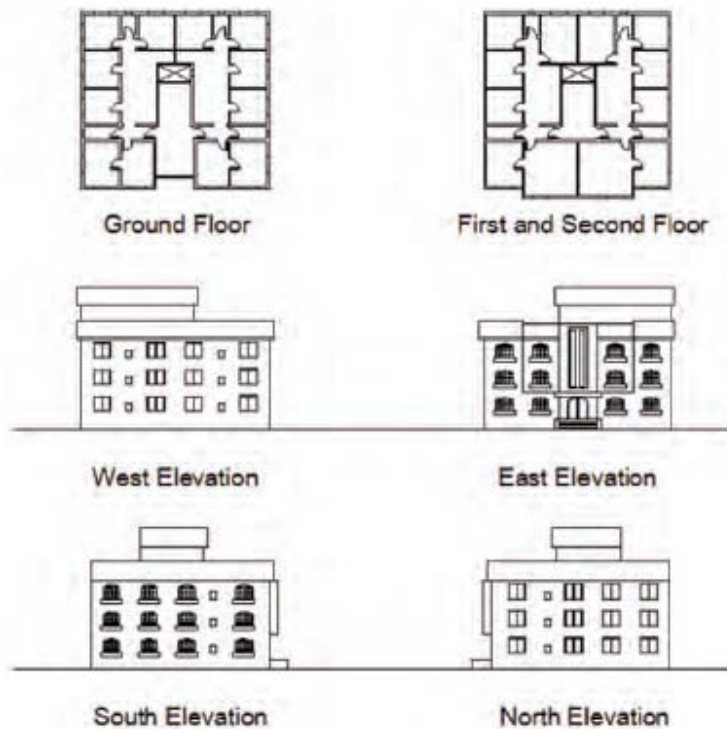 Ground Floor
First and Second Floor
West Elevation
East Elevation
South Elevation
North Elevation